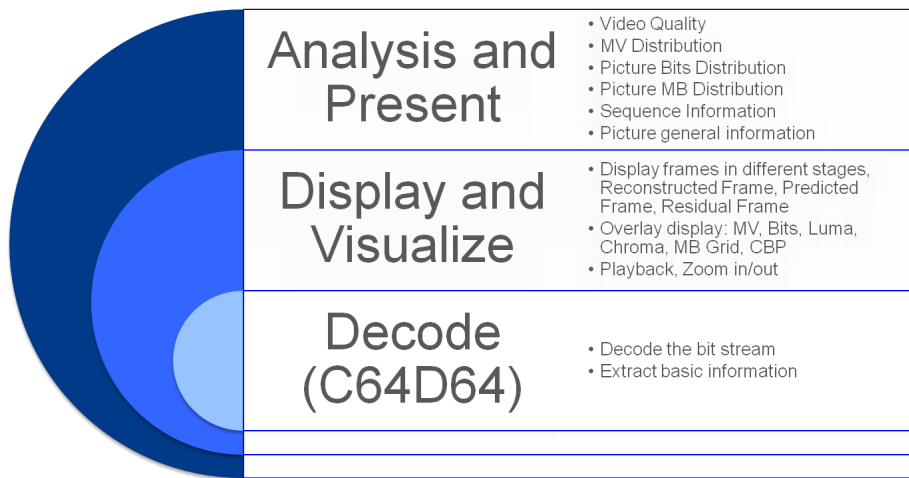 Analysis and
Present
• Video Quality
• MV Distribution
• Picture Bits Distribution
• Picture MB Distribution
• Sequence Information
• Picture general information
Display and
Visualize
• Display frames in different stages,
Reconstructed Frame, Predicted
Frame, Residual Frame
• Overlay display: MV, Bits, Luma,
Chroma, MB Grid, CBP
• Playback, Zoom in/out
Decode
(C64D64)
• Decode the bit stream
• Extract basic information